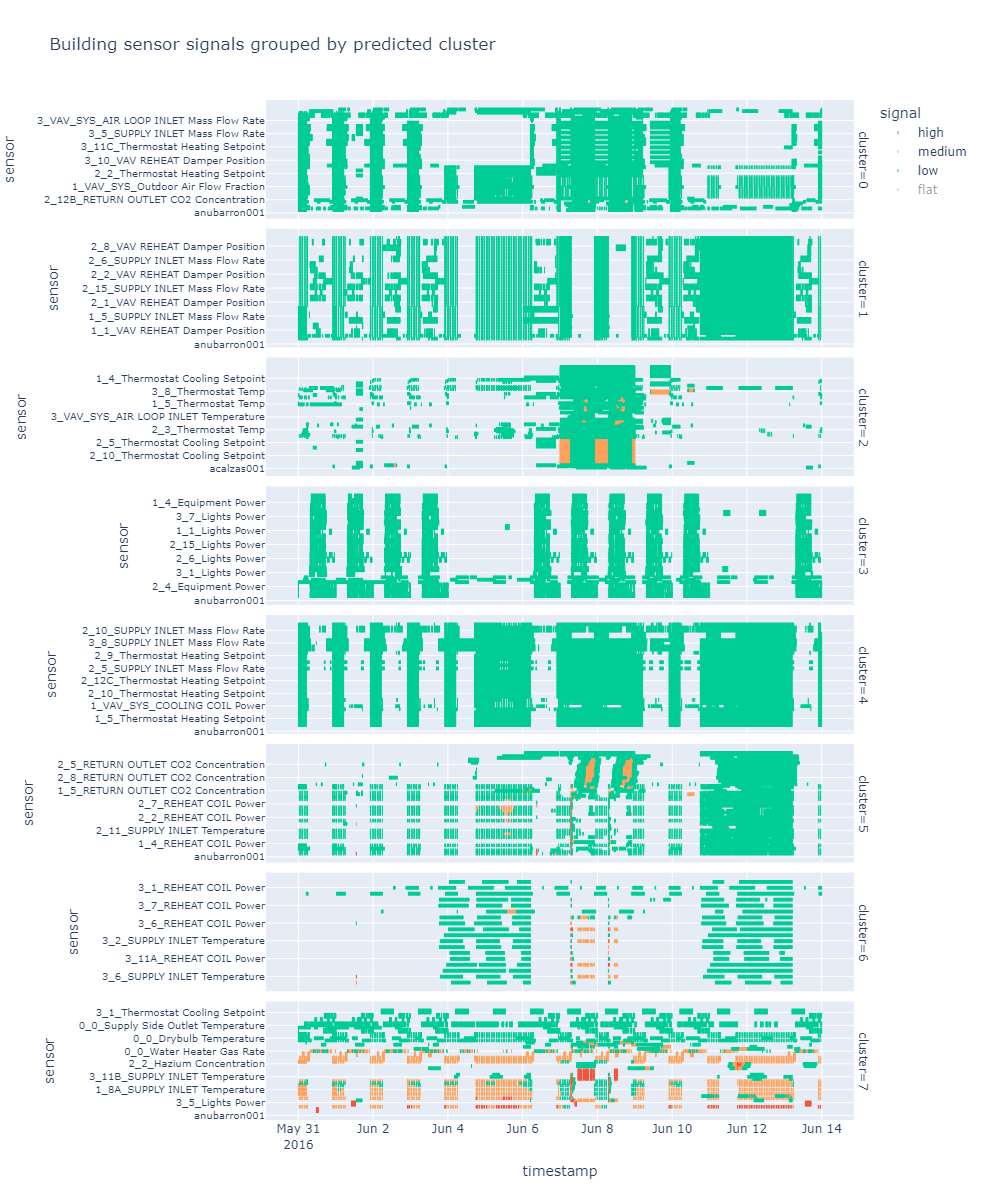 Building sensor signals grouped by predicted cluster
signal
high
medium
low
flat
sensor
3_VAV_SYS_AIR LOOP INLET Mass Flow Rate
3_5_SUPPLY INLET Mass Flow Rate
3_11C_Thermostat Heating Setpoint
3_10_VAV REHEAT Damper Position
2_2_Thermostat Heating Setpoint
1_VAV_SYS_Outdoor Air Flow Fraction
2_12B_RETURN OUTLET CO2 Concentration
anubarron001
cluster=0
sensor
2_8_VAV REHEAT Damper Position
2_6_SUPPLY INLET Mass Flow Rate
2_2_VAV REHEAT Damper Position
2_15_SUPPLY INLET Mass Flow Rate
2_1_VAV REHEAT Damper Position
1_5_SUPPLY INLET Mass Flow Rate
1_1_VAV REHEAT Damper Position
anubarron001
cluster=1
sensor
1_4_Thermostat Cooling Setpoint
3_8_Thermostat Temp
1_5_Thermostat Temp
3_VAV_SYS_AIR LOOP INLET Temperature
2_3_Thermostat Temp
2_5_Thermostat Cooling Setpoint
2_10_Thermostat Cooling Setpoint
acalzas001
cluster=2
sensor
1_4_Equipment Power
3_7_Lights Power
1_1_Lights Power
2_15_Lights Power
2_6_Lights Power
3_1_Lights Power
2_4_Equipment Power
anubarron001
cluster=3
sensor
2_10_SUPPLY INLET Mass Flow Rate
3_8_SUPPLY INLET Mass Flow Rate
2_9_Thermostat Heating Setpoint
2_5_SUPPLY INLET Mass Flow Rate
2_12C_Thermostat Heating Setpoint
2_10_Thermostat Heating Setpoint
1_VAV_SYS_COOLING COIL Power
1_5_Thermostat Heating Setpoint
anubarron001
cluster=4
sensor
2_5_RETURN OUTLET CO2 Concentration
2_8_RETURN OUTLET CO2 Concentration
1_5_RETURN OUTLET CO2 Concentration
2_7_REHEAT COIL Power
2_2_REHEAT COIL Power
2_11_SUPPLY INLET Temperature
1_4_REHEAT COIL Power
anubarron001
cluster=5
sensor
3_1_REHEAT COIL Power
3_7_REHEAT COIL Power
3_6_REHEAT COIL Power
3_2_SUPPLY INLET Temperature
3_11A_REHEAT COIL Power
3_6_SUPPLY INLET Temperature
cluster=6
sensor
3_1_Thermostat Cooling Setpoint
0_0_Supply Side Outlet Temperature
0_0_Drybulb Temperature
0_0_Water Heater Gas Rate
2_2_Hazium Concentration
3_11B_SUPPLY INLET Temperature
1_8A_SUPPLY INLET Temperature
3_5_Lights Power
anubarron001
cluster=7
May 31 Jun 2 Jun 4 Jun 6 Jun 8 Jun 10 Jun 12 Jun 14
2016
timestamp